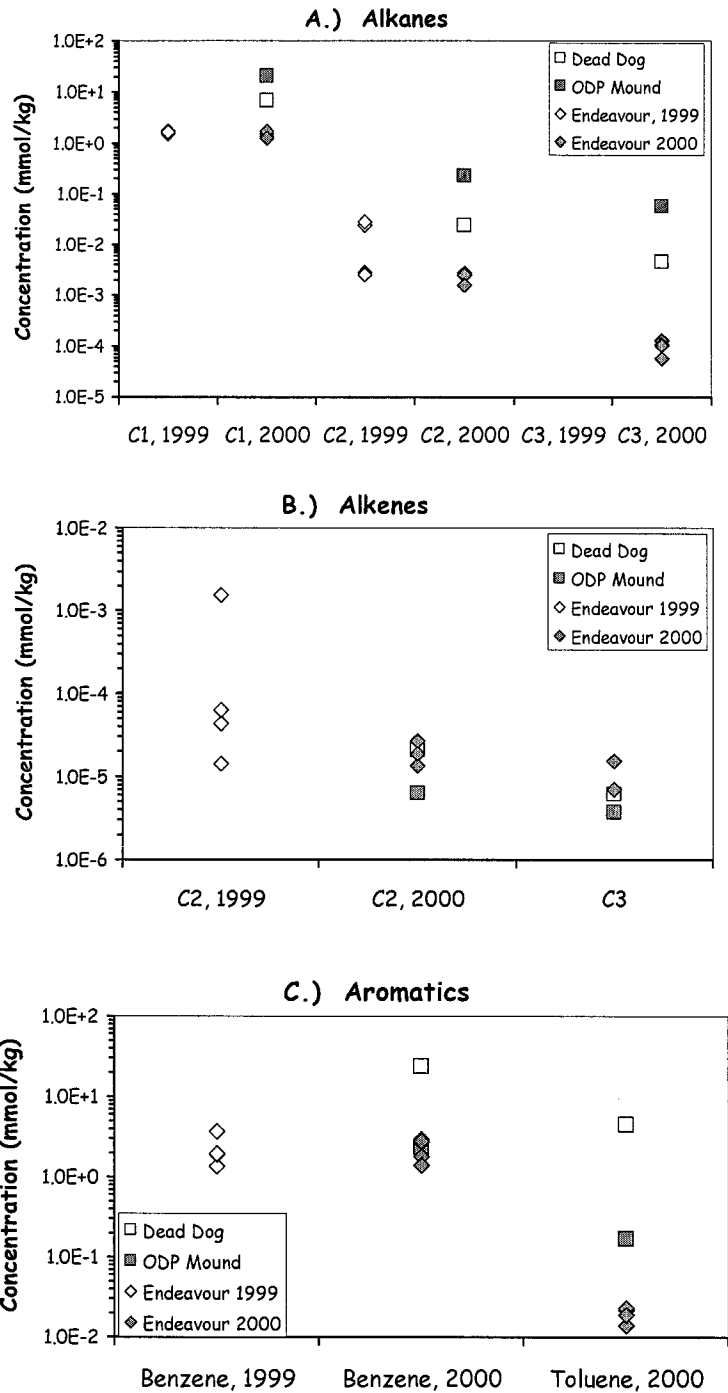 A.) Alkanes
Concentration (mmol/kg)
1.0E+2
1.0E+1
1.0E+0
1.0E-1
1.0E-2
1.0E-3
1.0E-4
1.0E-5
Dead Dog
ODP Mound
Endeavour, 1999
Endeavour 2000
C1, 1999 C1, 2000 C2, 1999 C2, 2000 C3, 1999 C3, 2000
B.) Alkenes
Concentration (mmol/kg)
1.0E-2
1.0E-3
1.0E-4
1.0E-5
1.0E-6
Dead Dog
ODP Mound
Endeavour 1999
Endeavour 2000
C2, 1999 C2, 2000 C3
C.) Aromatics
Concentration (mmol/kg)
1.0E+2
1.0E+1
1.0E+0
1.0E-1
1.0E-2
Dead Dog
ODP Mound
Endeavour 1999
Endeavour 2000
Benzene, 1999 Benzene, 2000 Toluene, 2000